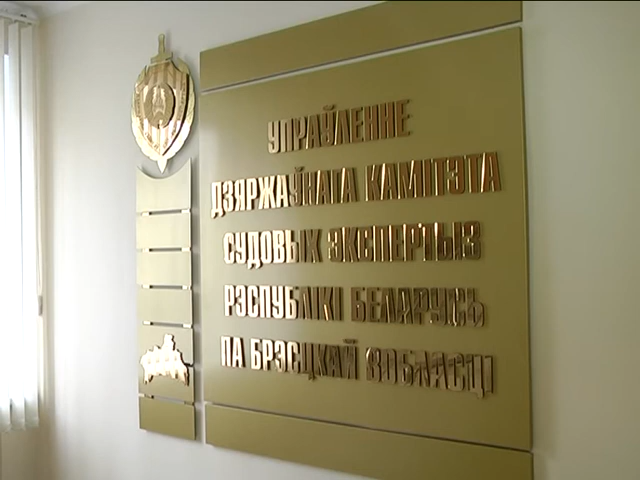 УПРАЎЛЕННЕ
ДЗЯРЖАЎНАГА КАМІТЭТА
СУДОВЫХ ЭКСПЕРТЫЗ
РЭСПУБЛІКІ БЕЛАРУСЬ
ПА БРЭСЦКАЙ ВОБЛАСЦІ